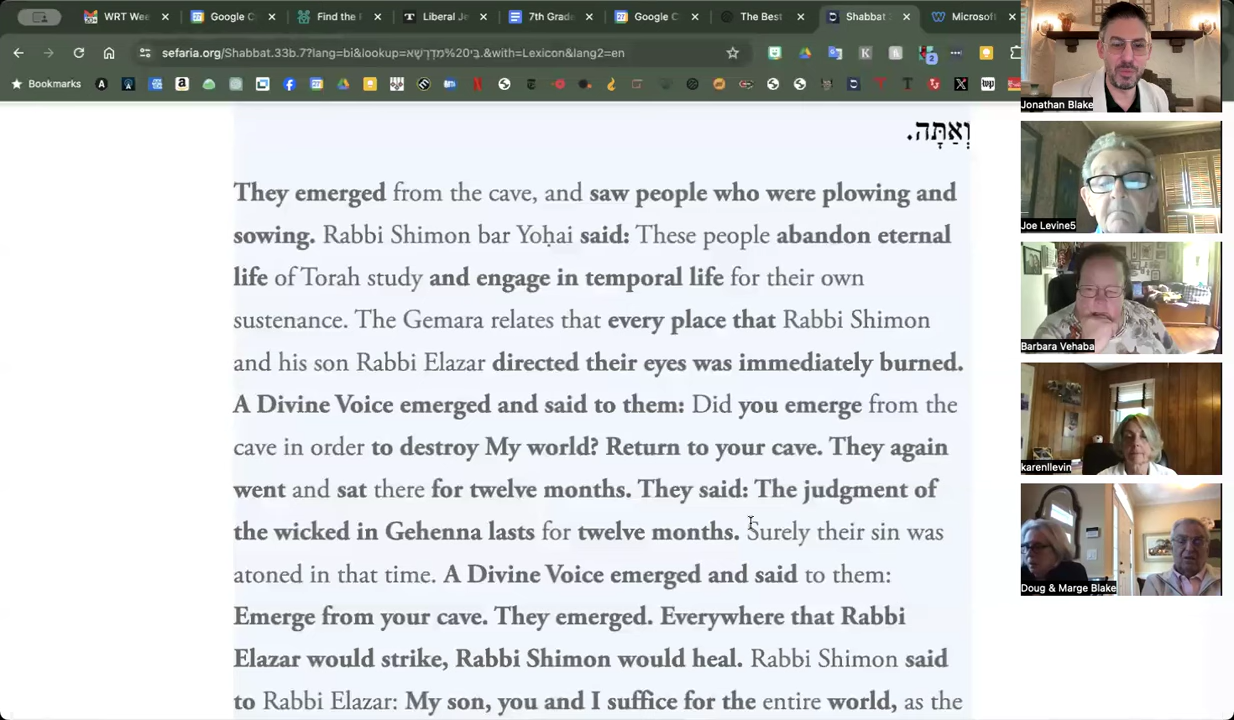 WRT Wee
Google C
Find the
Liberal Je
7th Grade
Google C
The Best
Shabbat
Microsoft
sefaria.org/Shabbat.33b.7?lang=bi&lookup=בֵּי%20מִדְרְשָׁא.&with=Lexicon&lang2=en
Bookmarks
וְאַתָּה.
They emerged from the cave, and saw people who were plowing and
sowing. Rabbi Shimon bar Yoḥai said: These people abandon eternal
life of Torah study and engage in temporal life for their own
sustenance. The Gemara relates that every place that Rabbi Shimon
and his son Rabbi Elazar directed their eyes was immediately burned.
A Divine Voice emerged and said to them: Did you emerge from the
cave in order to destroy My world? Return to your cave. They again
went and sat there for twelve months. They said: The judgment of
the wicked in Gehenna lasts for twelve months. Surely their sin was
atoned in that time. A Divine Voice emerged and said to them:
Emerge from your cave. They emerged. Everywhere that Rabbi
Elazar would strike, Rabbi Shimon would heal. Rabbi Shimon said
to Rabbi Elazar: My son, you and I suffice for the entire world, as the
Jonathan Blake
Joe Levine5
Barbara Vehaba
karenllevin
Doug & Marge Blake